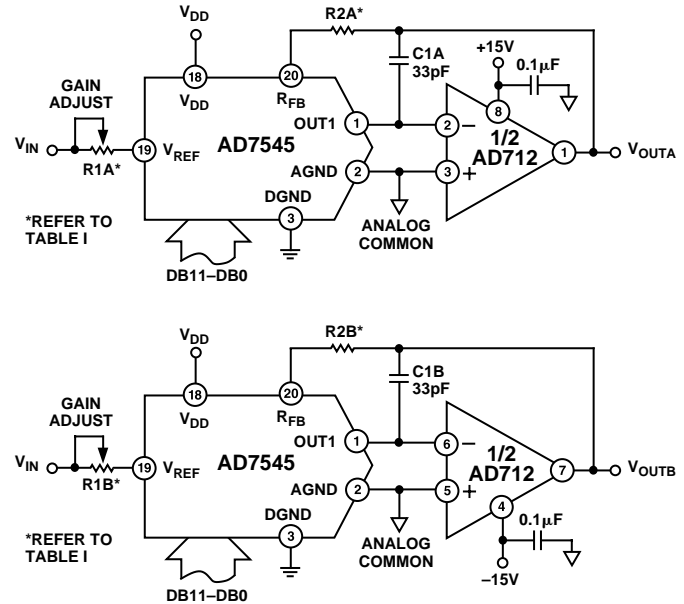 VDD
R2A*
C1A
33pF
+15V
0.1µF
GAIN
ADJUST
18
VDD
20
RFB
OUT1
1
2
–
8
1/2
AD712
1
VOUTA
VIN
R1A*
19
VREF
AD7545
AGND
2
3
+
DGND
3
ANALOG
COMMON
*REFER TO
TABLE I
DB11–DB0
VDD
R2B*
C1B
33pF
GAIN
ADJUST
18
VDD
20
RFB
OUT1
1
6
–
1/2
AD712
7
VOUTB
VIN
R1B*
19
VREF
AD7545
AGND
2
5
+
4
0.1µF
DGND
3
ANALOG
COMMON
–15V
*REFER TO
TABLE I
DB11–DB0